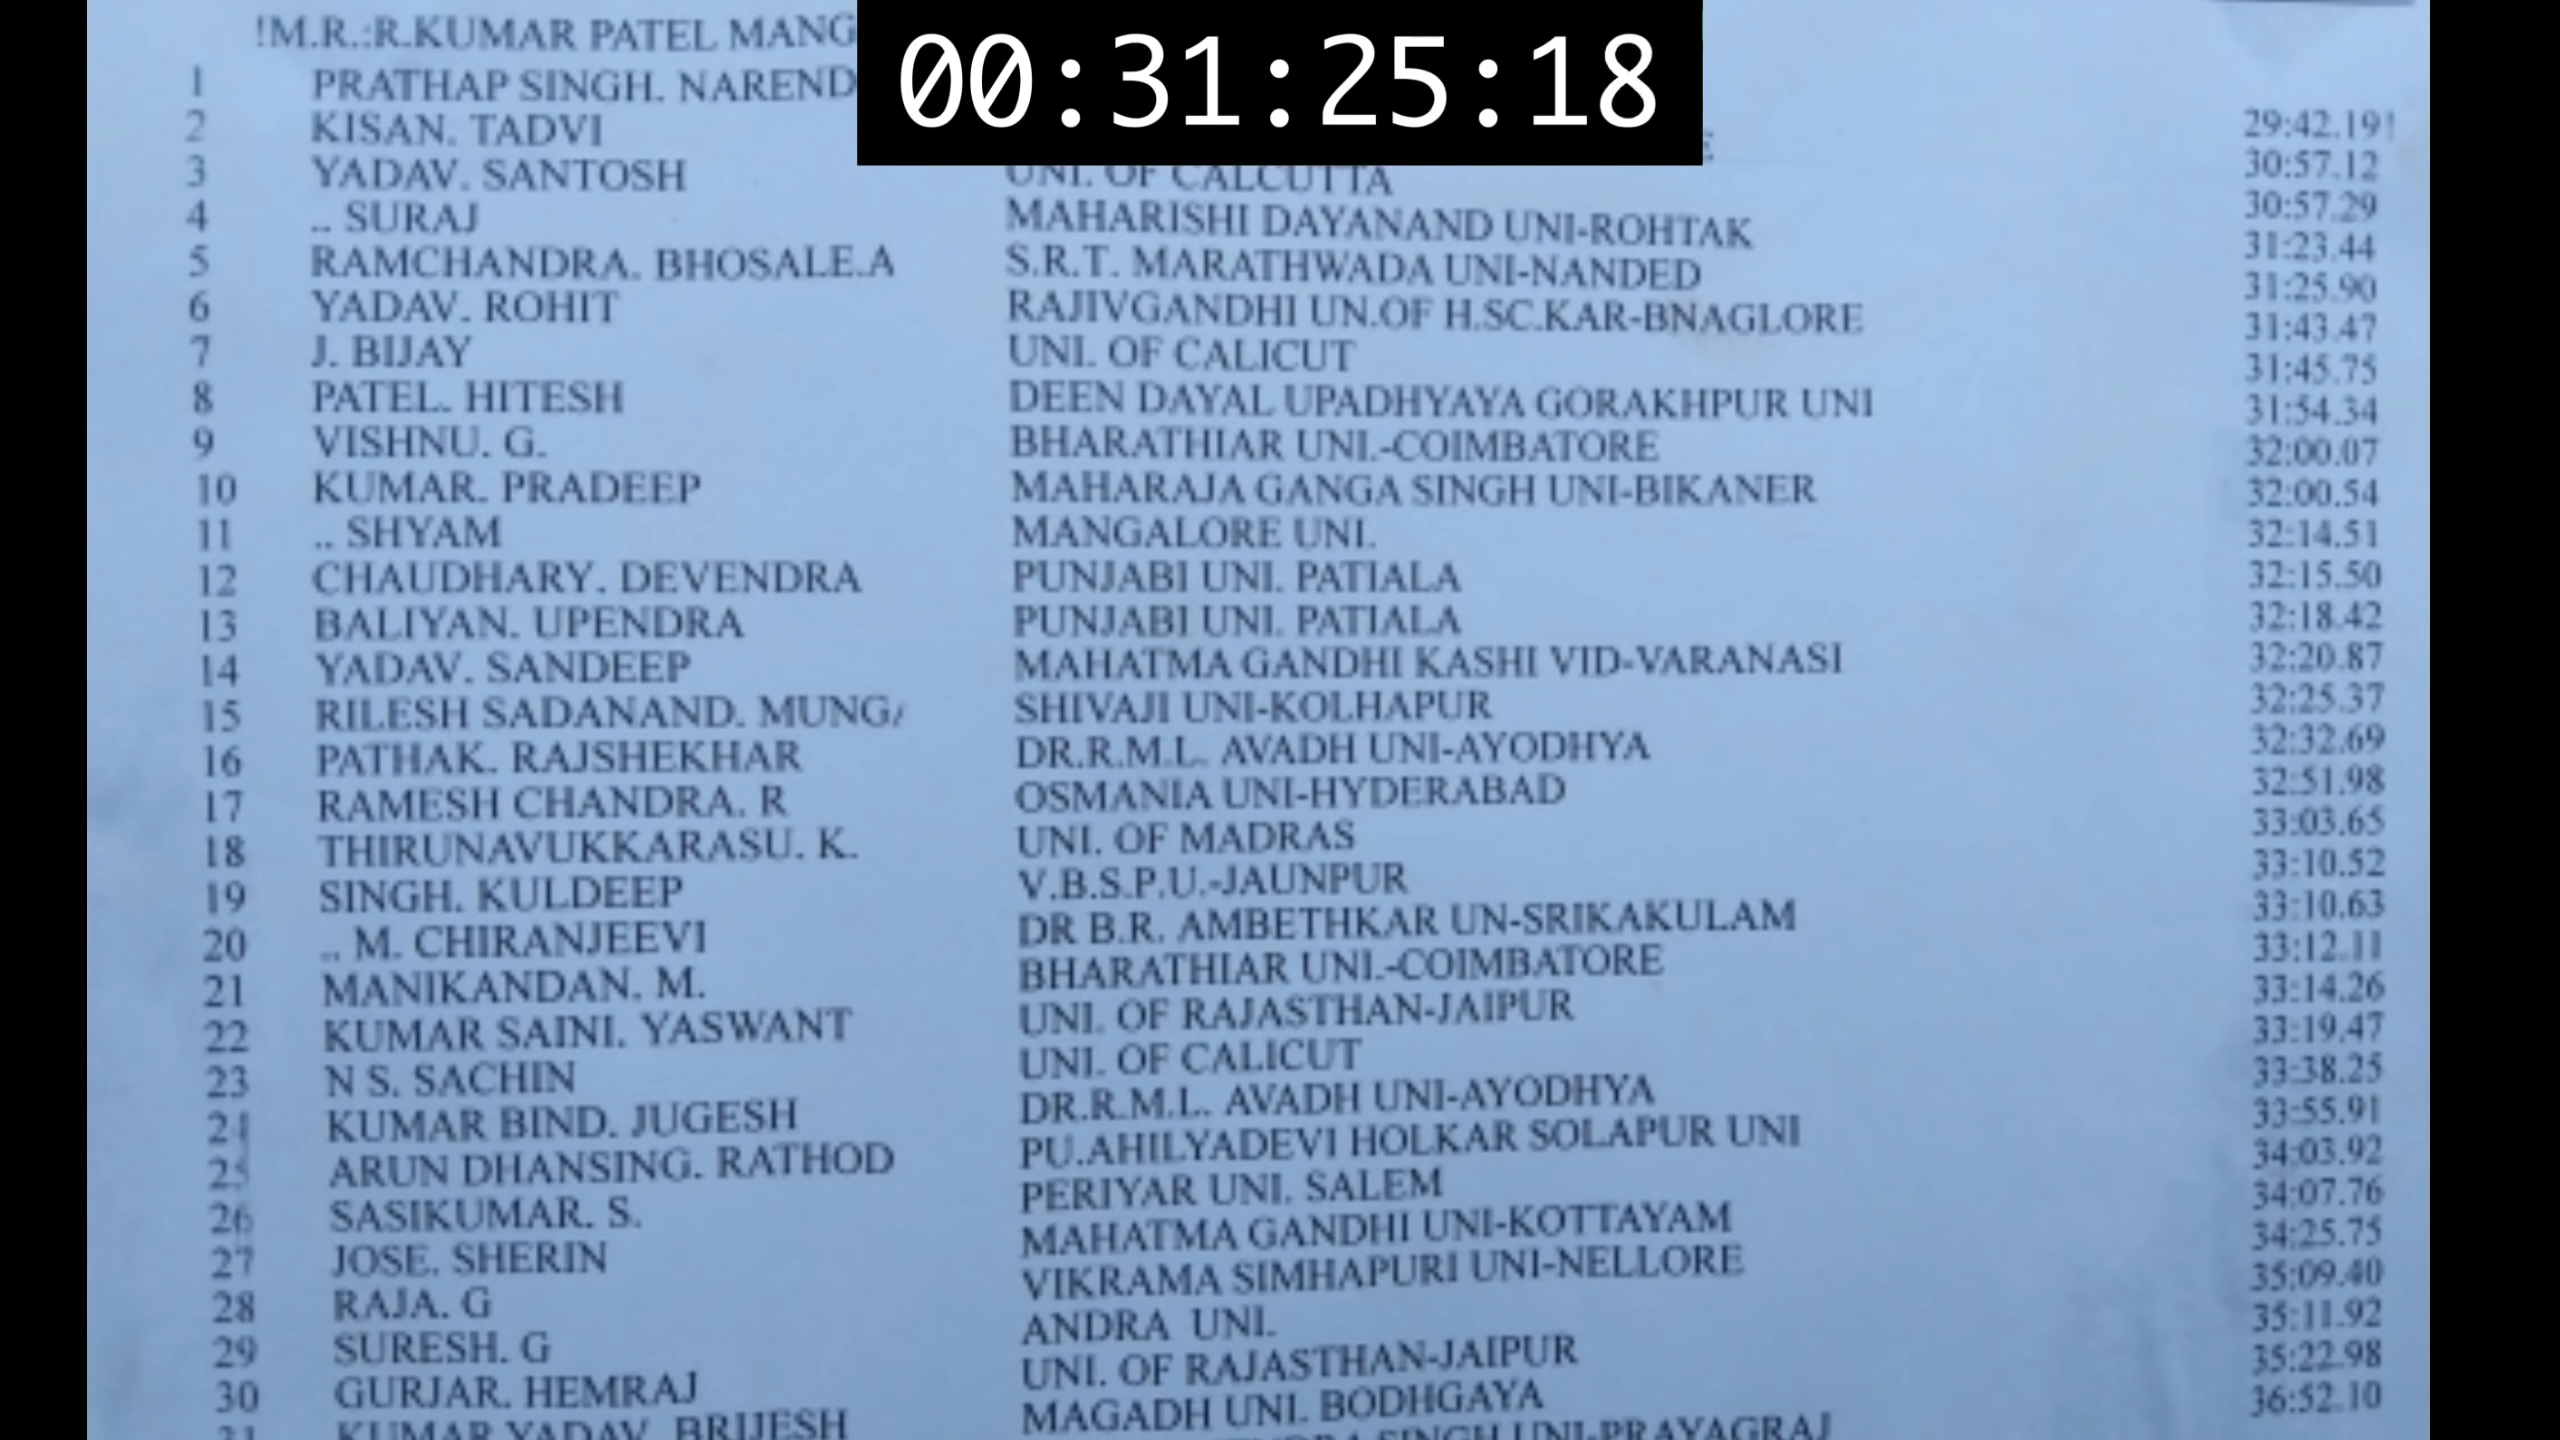 00:31:25:18
!M.R.:R.KUMAR PATEL MANG
1 PRATHAP SINGH. NAREND 29:42.19!
2 KISAN. TADVI 30:57.12
3 YADAV. SANTOSH UNI. OF CALCUTTA 30:57.29
4 .. SURAJ MAHARISHI DAYANAND UNI-ROHTAK 31:23.44
5 RAMCHANDRA. BHOSALE.A S.R.T. MARATHWADA UNI-NANDED 31:25.90
6 YADAV. ROHIT RAJIVGANDHI UN.OF H.SC.KAR-BNAGLORE 31:43.47
7 J. BIJAY UNI. OF CALICUT 31:45.75
8 PATEL. HITESH DEEN DAYAL UPADHYAYA GORAKHPUR UNI 31:54.34
9 VISHNU. G. BHARATHIAR UNI.-COIMBATORE 32:00.07
10 KUMAR. PRADEEP MAHARAJA GANGA SINGH UNI-BIKANER 32:00.54
11 .. SHYAM MANGALORE UNI. 32:14.51
12 CHAUDHARY. DEVENDRA PUNJABI UNI. PATIALA 32:15.50
13 BALIYAN. UPENDRA PUNJABI UNI. PATIALA 32:18.42
14 YADAV. SANDEEP MAHATMA GANDHI KASHI VID-VARANASI 32:20.87
15 RILESH SADANAND. MUNG SHIVAJI UNI-KOLHAPUR 32:25.37
16 PATHAK. RAJSHEKHAR DR.R.M.L. AVADH UNI-AYODHYA 32:32.69
17 RAMESH CHANDRA. R OSMANIA UNI-HYDERABAD 32:51.98
18 THIRUNAVUKKARASU. K. UNI. OF MADRAS 33:03.65
19 SINGH. KULDEEP V.B.S.P.U.-JAUNPUR 33:10.52
20 .. M. CHIRANJEEVI DR B.R. AMBETHKAR UN-SRIKAKULAM 33:10.63
21 MANIKANDAN. M. BHARATHIAR UNI.-COIMBATORE 33:12.11
22 KUMAR SAINI. YASWANT UNI. OF RAJASTHAN-JAIPUR 33:14.26
23 N S. SACHIN UNI. OF CALICUT 33:19.47
24 KUMAR BIND. JUGESH DR.R.M.L. AVADH UNI-AYODHYA 33:38.25
25 ARUN DHANSING. RATHOD PU.AHILYADEVI HOLKAR SOLAPUR UNI 33:55.91
26 SASIKUMAR. S. PERIYAR UNI. SALEM 34:03.92
27 JOSE. SHERIN MAHATMA GANDHI UNI-KOTTAYAM 34:07.76
28 RAJA. G VIKRAMA SIMHAPURI UNI-NELLORE 34:25.75
29 SURESH. G ANDRA UNI. 35:09.40
30 GURJAR. HEMRAJ UNI. OF RAJASTHAN-JAIPUR 35:11.92
31 KUMAR YADAV. BRIJESH MAGADH UNI. BODHGAYA 35:22.98
SINGH UNI-PRAYAGRAJ 36:52.10